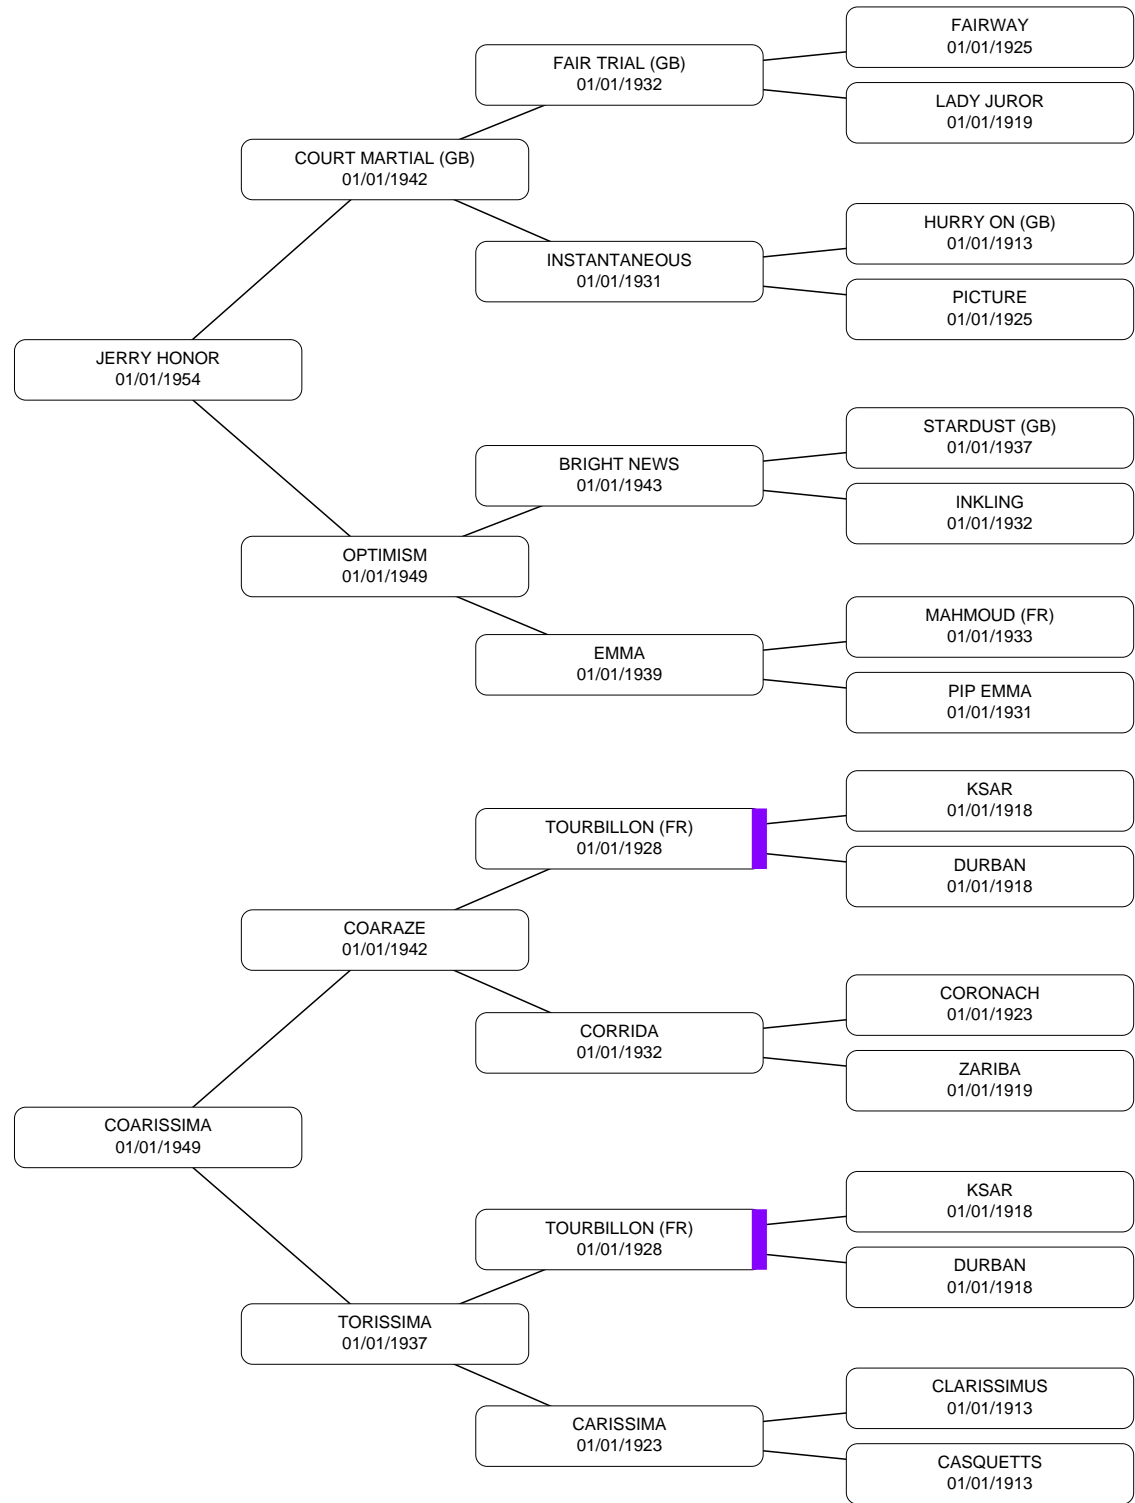 FAIRWAY
01/01/1925
FAIR TRIAL (GB)
01/01/1932
LADY JUROR
01/01/1919
COURT MARTIAL (GB)
01/01/1942
HURRY ON (GB)
01/01/1913
INSTANTANEOUS
01/01/1931
PICTURE
01/01/1925
JERRY HONOR
01/01/1954
STARDUST (GB)
01/01/1937
BRIGHT NEWS
01/01/1943
INKLING
01/01/1932
OPTIMISM
01/01/1949
MAHMOUD (FR)
01/01/1933
EMMA
01/01/1939
PIP EMMA
01/01/1931
KSAR
01/01/1918
TOURBILLON (FR)
01/01/1928
DURBAN
01/01/1918
COARAZE
01/01/1942
CORONACH
01/01/1923
CORRIDA
01/01/1932
ZARIBA
01/01/1919
COARISSIMA
01/01/1949
KSAR
01/01/1918
TOURBILLON (FR)
01/01/1928
DURBAN
01/01/1918
TORISSIMA
01/01/1937
CLARISSIMUS
01/01/1913
CARISSIMA
01/01/1923
CASQUETTS
01/01/1913